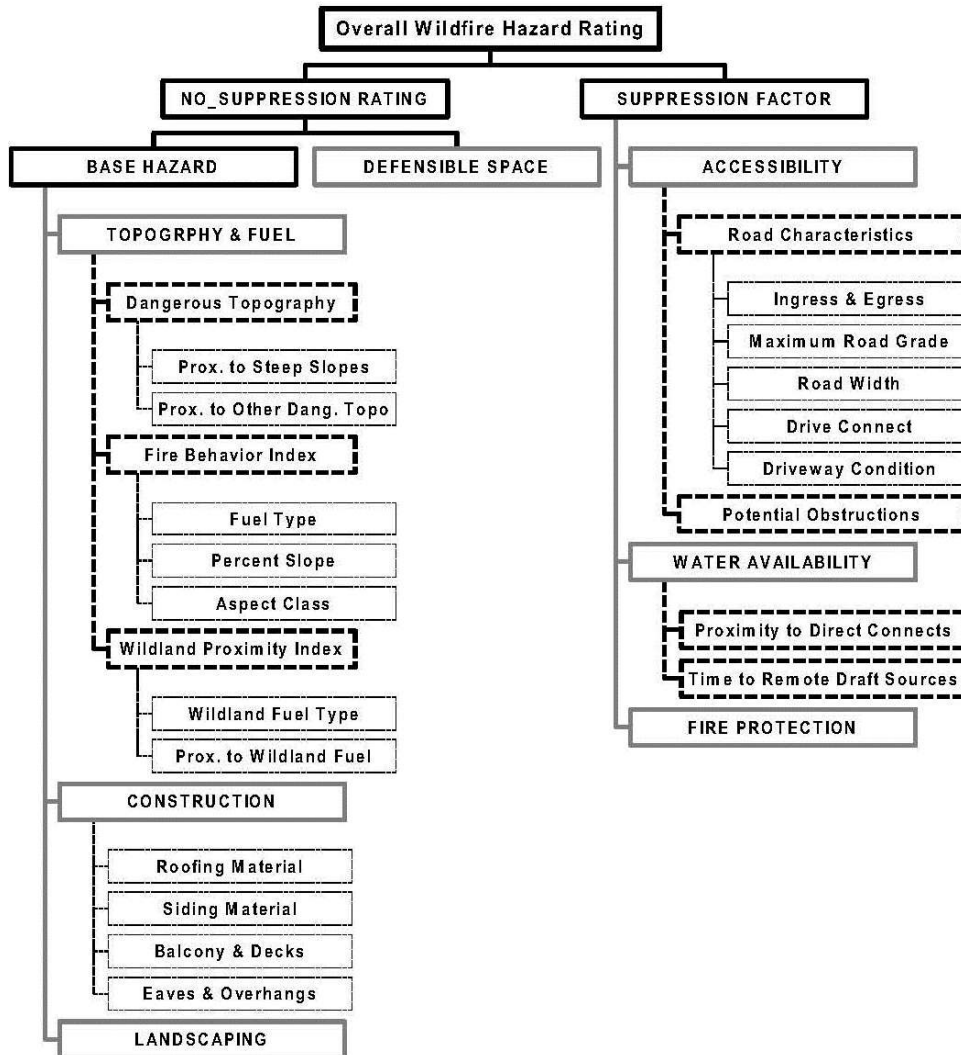 Overall Wildfire Hazard Rating
NO_SUPPRESSION RATING
SUPPRESSION FACTOR
BASE HAZARD
DEFENSIBLE SPACE
TOPOGRPHY & FUEL
Dangerous Topography
Prox. to Steep Slopes
Prox. to Other Dang. Topo
Fire Behavior Index
Fuel Type
Percent Slope
Aspect Class
Wildland Proximity Index
Wildland Fuel Type
Prox. to Wildland Fuel
CONSTRUCTION
Roofing Material
Siding Material
Balcony & Decks
Eaves & Overhangs
LANDSCAPING
ACCESSIBILITY
Road Characteristics
Ingress & Egress
Maximum Road Grade
Road Width
Drive Connect
Driveway Condition
Potential Obstructions
WATER AVAILABILITY
Proximity to Direct Connects
Time to Remote Draft Sources
FIRE PROTECTION